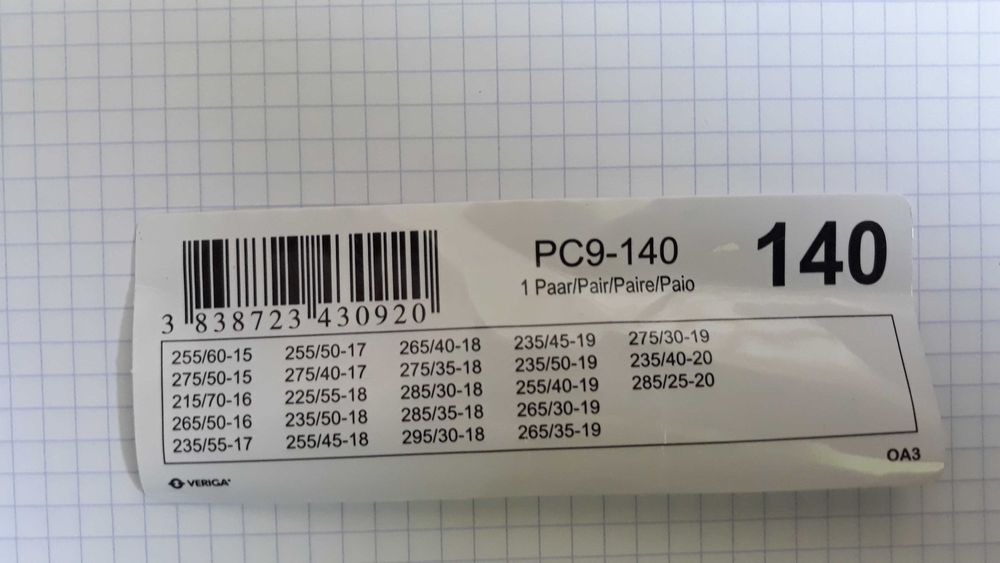 PC9-140
140
1 Paar/Pair/Paire/Paio
3 838723 430920
255/60-15 255/50-17 265/40-18 235/45-19 275/30-19
275/50-15 275/40-17 275/35-18 235/50-19 235/40-20
215/70-16 225/55-18 285/30-18 255/40-19 285/25-20
265/50-16 235/50-18 285/35-18 265/30-19
235/55-17 255/45-18 295/30-18 265/35-19
OA3
VERIGA